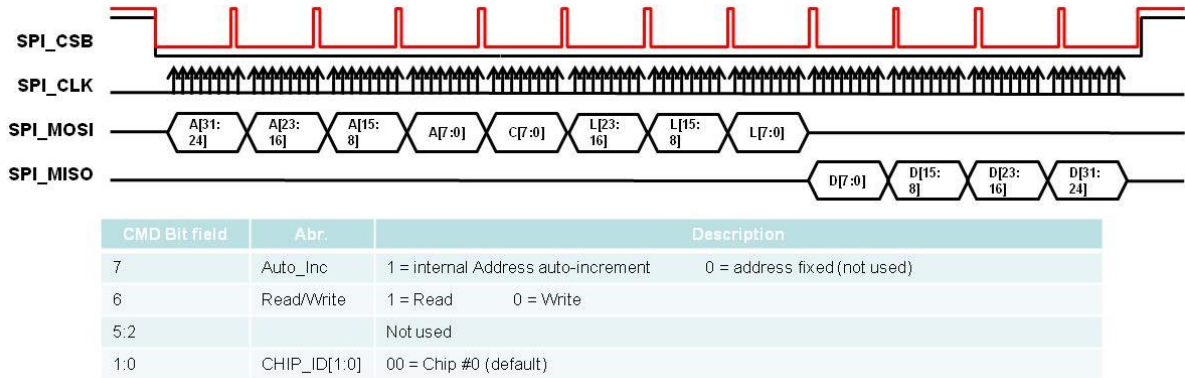 SPI_CSB
SPI_CLK
SPI_MOSI A[31: 24] A[23: 16] A[15: 8] A[7:0] C[7:0] L[23: 16] L[15: 8] L[7:0]
SPI_MISO D[7:0] D[15: 8] D[23: 16] D[31: 24]
CMD Bit field Abr. Description
7 Auto_Inc 1 = internal Address auto-increment 0 = address fixed (not used)
6 Read/Write 1 = Read 0 = Write
5:2 Not used
1:0 CHIP_ID[1:0] 00 = Chip #0 (default)